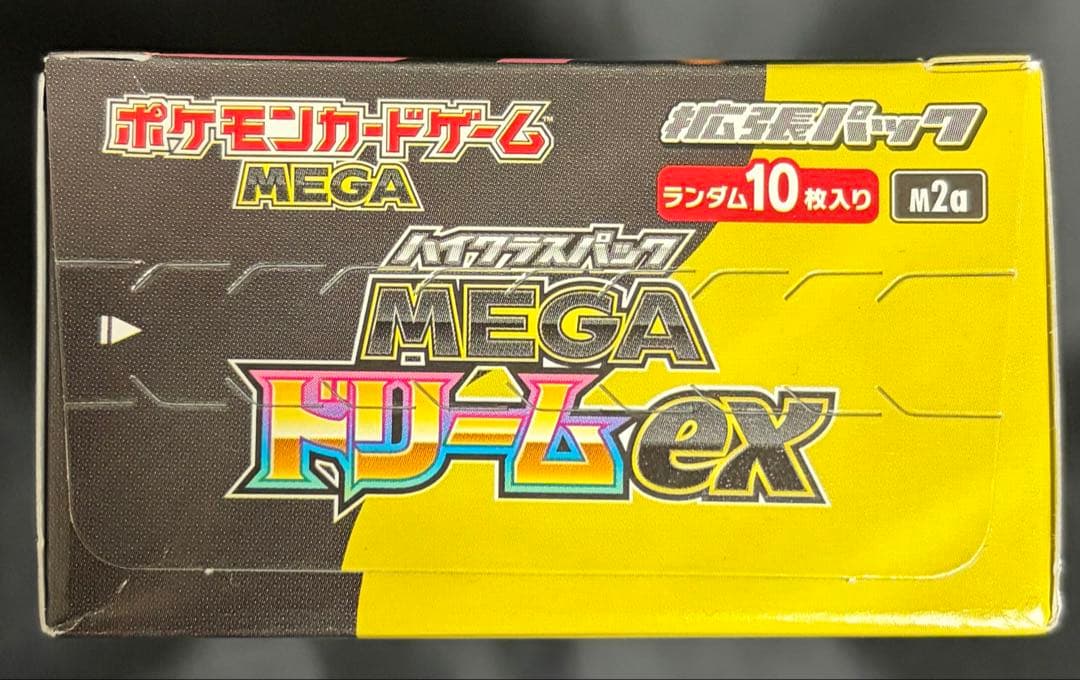 ポケモンカードゲーム™
MEGA
拡張パック
ランダム10枚入り
M2a
ハイクラスパック
MEGA
ドリームex